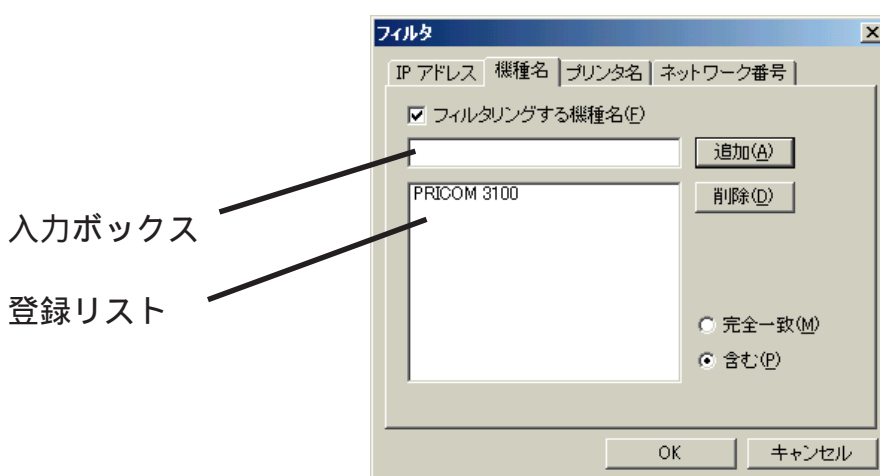 フィルタ
IP アドレス 機種名 プリンタ名 ネットワーク番号
フィルタリングする機種名(F)
追加(A)
PRICOM 3100
削除(D)
入力ボックス
登録リスト
完全一致(M)
含む(P)
OK キャンセル